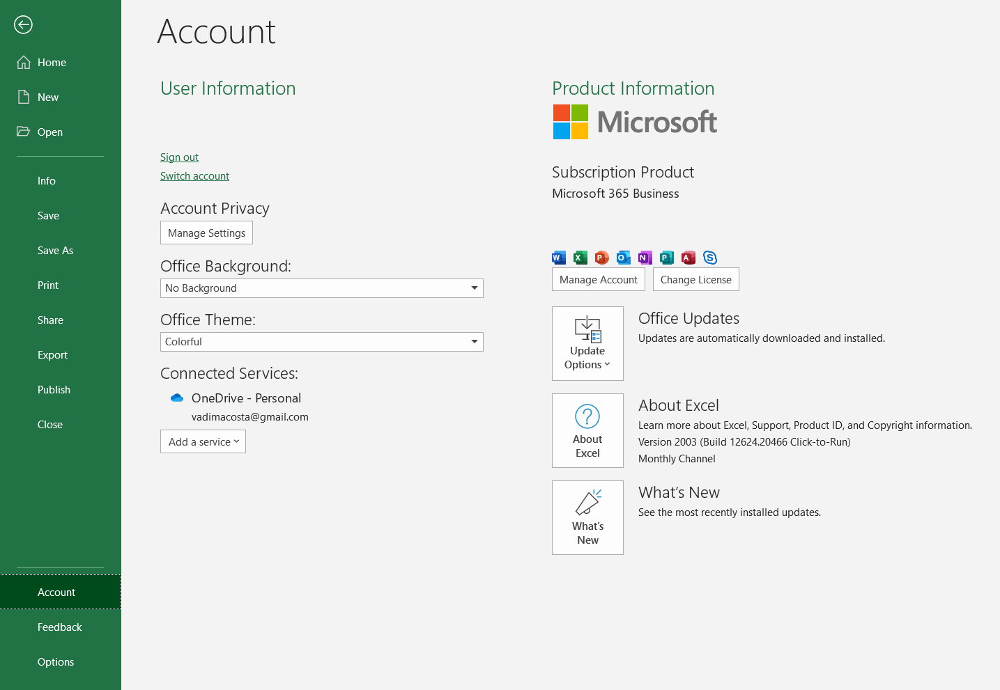 Account
Home
New
Open
Info
Save
Save As
Print
Share
Export
Publish
Close
Account
Feedback
Options
User Information
Sign out
Switch account
Account Privacy
Manage Settings
Office Background:
No Background
Office Theme:
Colorful
Connected Services:
OneDrive - Personal
vadimacosta@gmail.com
Add a service
Product Information
Microsoft
Subscription Product
Microsoft 365 Business
W X P O N P A S
Manage Account
Change License
Update
Options
Office Updates
Updates are automatically downloaded and installed.
About
Excel
About Excel
Learn more about Excel, Support, Product ID, and Copyright information.
Version 2003 (Build 12624.20466 Click-to-Run)
Monthly Channel
What's
New
What's New
See the most recently installed updates.